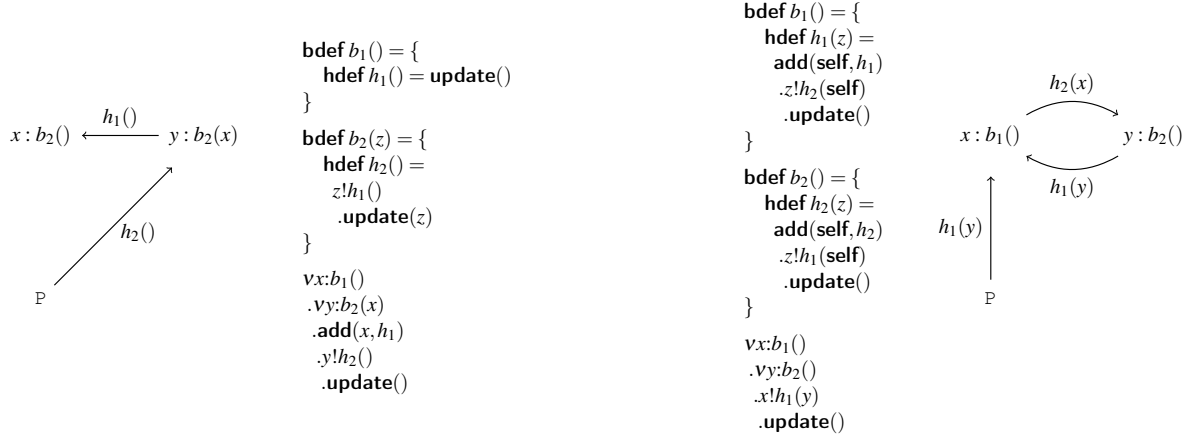 x : b₂()
h₁()
y : b₂(x)
h₂()
P
bdef b₁() = {
hdef h₁() = update()
}
bdef b₂(z) = {
hdef h₂() =
z!h₁()
.update(z)
}
νx:b₁()
.νy:b₂(x)
.add(x,h₁)
.y!h₂()
.update()
bdef b₁() = {
hdef h₁(z) =
add(self,h₁)
.z!h₂(self)
.update()
}
bdef b₂() = {
hdef h₂(z) =
add(self,h₂)
.z!h₁(self)
.update()
}
νx:b₁()
.νy:b₂()
.x!h₁(y)
.update()
h₂(x)
x : b₁()
y : b₂()
h₁(y)
h₁(y)
P